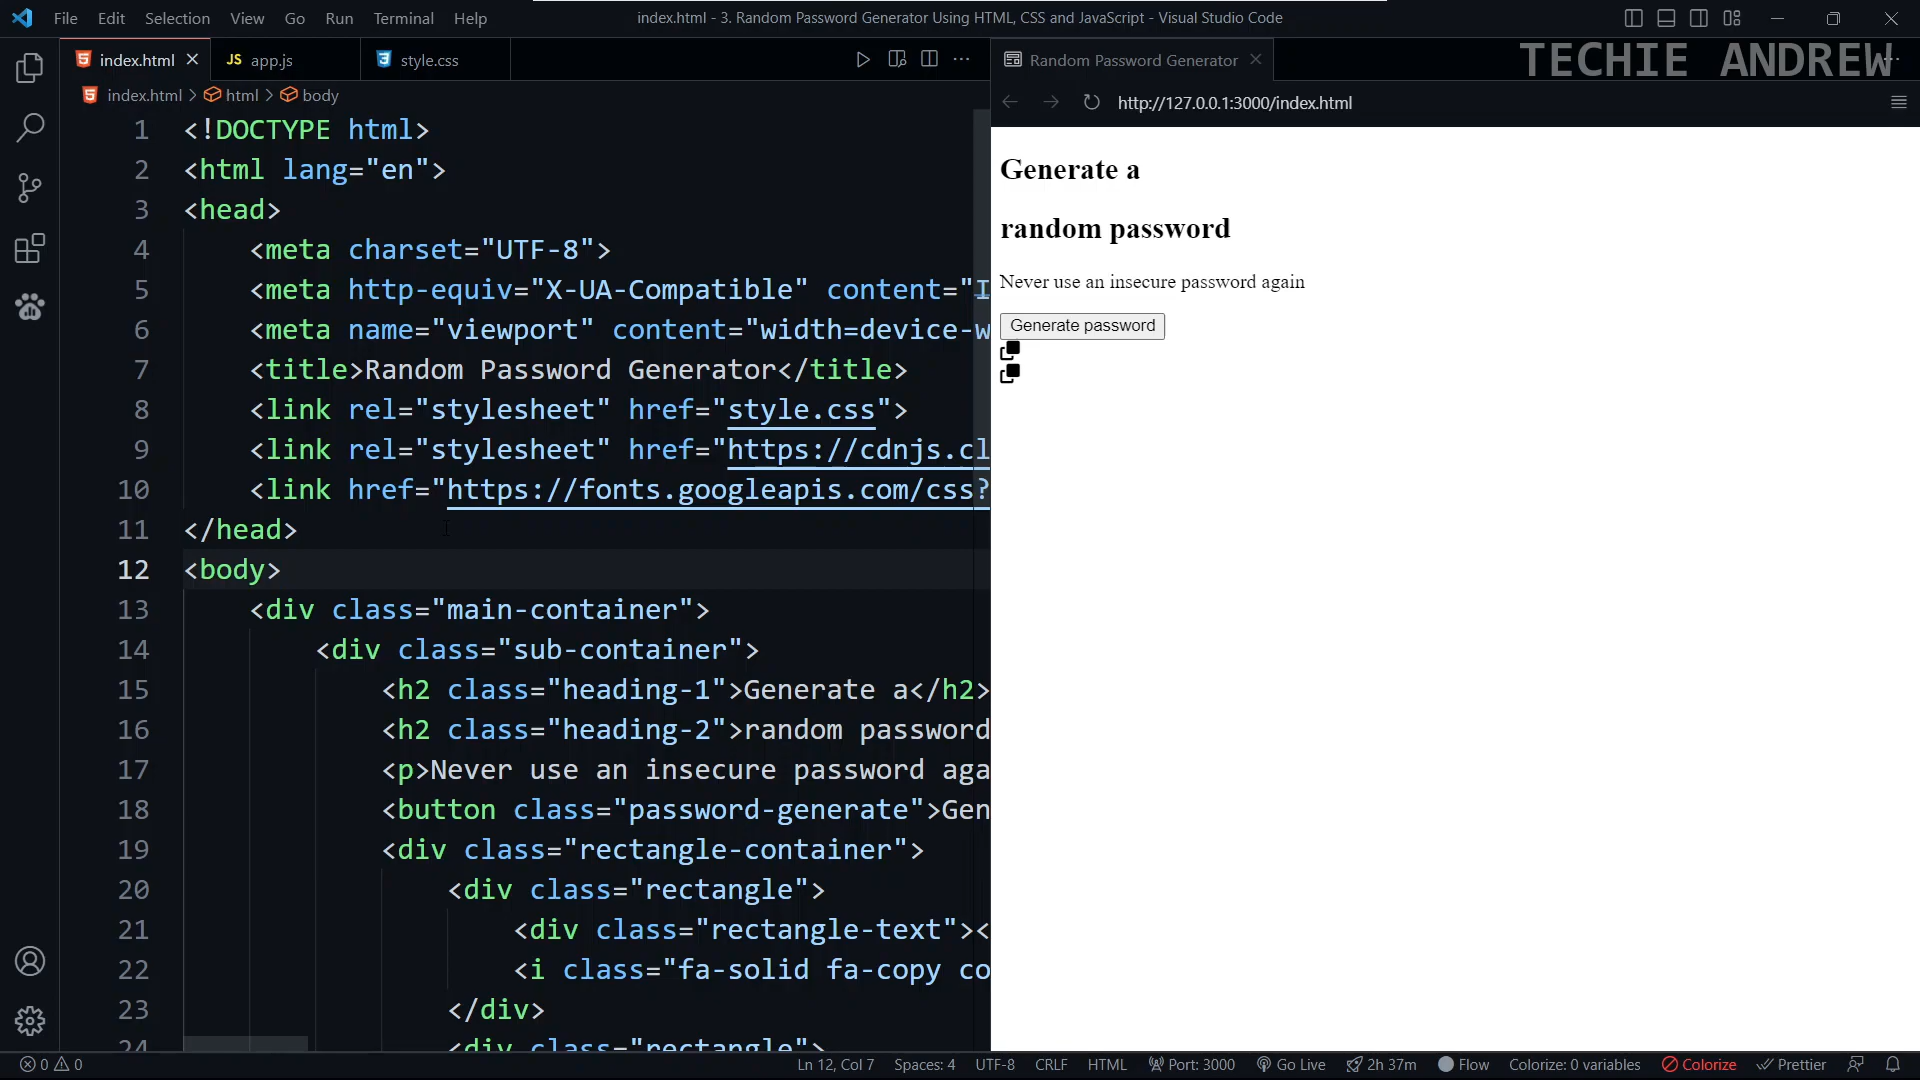 File Edit Selection View Go Run Terminal Help
index.html - 3. Random Password Generator Using HTML, CSS and JavaScript - Visual Studio Code
index.html
JS app.js
style.css
Random Password Generator
TECHIE ANDREW
index.html > html > body
http://127.0.0.1:3000/index.html
1 <!DOCTYPE html>
2 <html lang="en">
3 <head>
4 <meta charset="UTF-8">
5 <meta http-equiv="X-UA-Compatible" content="I
6 <meta name="viewport" content="width=device-w
7 <title>Random Password Generator</title>
8 <link rel="stylesheet" href="style.css">
9 <link rel="stylesheet" href="https://cdnjs.cl
10 <link href="https://fonts.googleapis.com/css?
11 </head>
12 <body>
13 <div class="main-container">
14 <div class="sub-container">
15 <h2 class="heading-1">Generate a</h2>
16 <h2 class="heading-2">random password
17 <p>Never use an insecure password aga
18 <button class="password-generate">Gen
19 <div class="rectangle-container">
20 <div class="rectangle">
21 <div class="rectangle-text"><
22 <i class="fa-solid fa-copy co
23 </div>
24 <div class="rectangle">
Generate a
random password
Never use an insecure password again
Generate password
0 0
Ln 12, Col 7 Spaces: 4 UTF-8 CRLF HTML Port: 3000 Go Live 2h 37m Flow Colorize: 0 variables Colorize Prettier